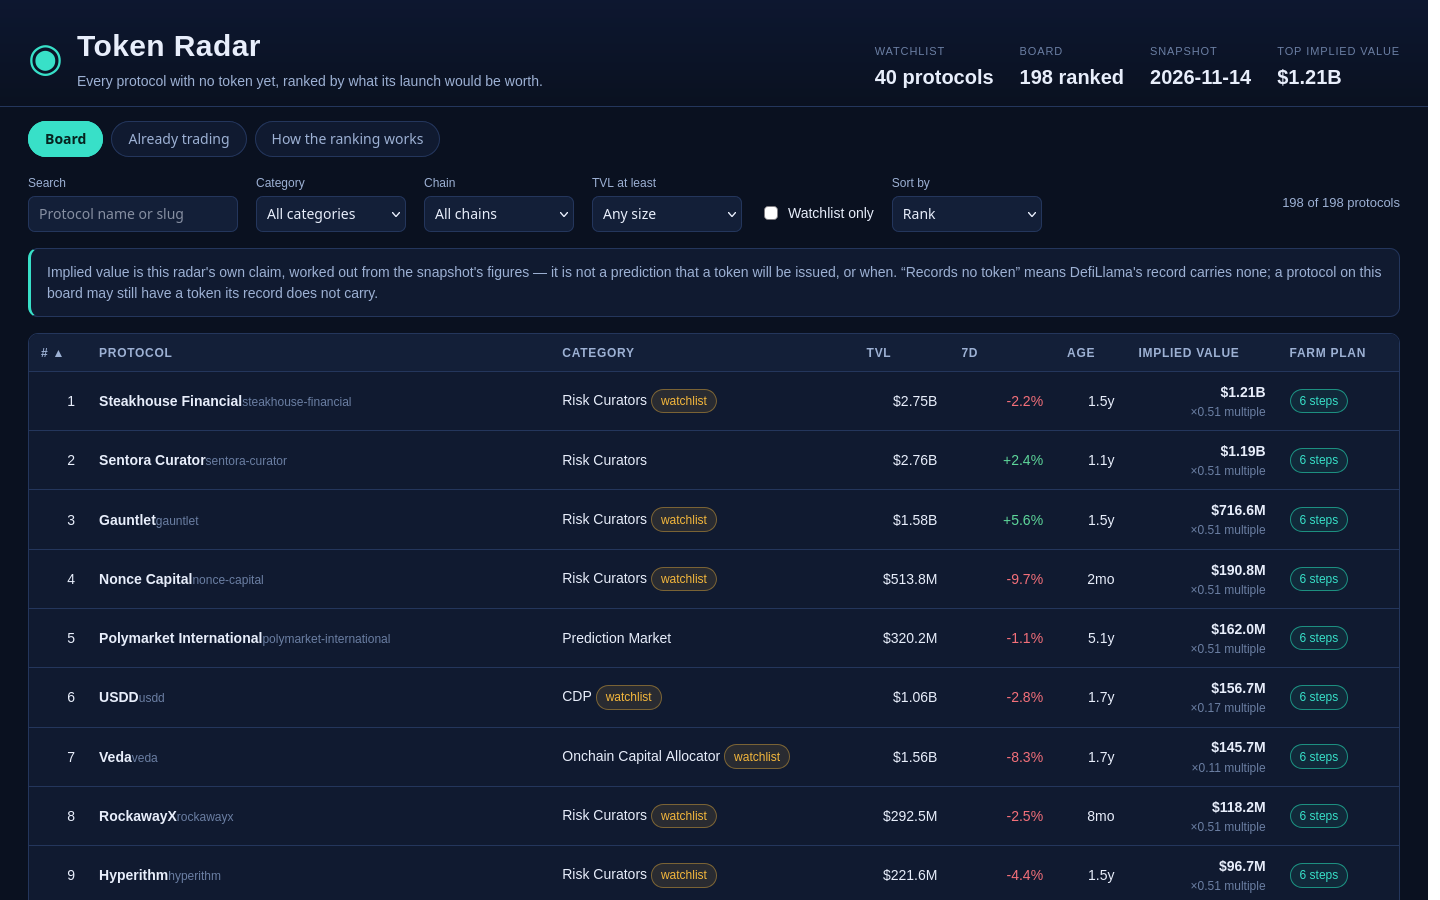 Token Radar
Every protocol with no token yet, ranked by what its launch would be worth.
WATCHLIST
40 protocols
BOARD
198 ranked
SNAPSHOT
2026-11-14
TOP IMPLIED VALUE
$1.21B
Board
Already trading
How the ranking works
Search
Protocol name or slug
Category
All categories
Chain
All chains
TVL at least
Any size
Watchlist only
Sort by
Rank
198 of 198 protocols
Implied value is this radar's own claim, worked out from the snapshot's figures — it is not a prediction that a token will be issued, or when. “Records no token” means DefiLlama's record carries none; a protocol on this
board may still have a token its record does not carry.
# ▲ PROTOCOL CATEGORY TVL 7D AGE IMPLIED VALUE FARM PLAN
1 Steakhouse Financial steakhouse-financial Risk Curators watchlist $2.75B -2.2% 1.5y $1.21B 6 steps
×0.51 multiple
2 Sentora Curator sentora-curator Risk Curators $2.76B +2.4% 1.1y $1.19B 6 steps
×0.51 multiple
3 Gauntlet gauntlet Risk Curators watchlist $1.58B +5.6% 1.5y $716.6M 6 steps
×0.51 multiple
4 Nonce Capital nonce-capital Risk Curators watchlist $513.8M -9.7% 2mo $190.8M 6 steps
×0.51 multiple
5 Polymarket International polymarket-international Prediction Market $320.2M -1.1% 5.1y $162.0M 6 steps
×0.51 multiple
6 USDD usdd CDP watchlist $1.06B -2.8% 1.7y $156.7M 6 steps
×0.17 multiple
7 Veda veda Onchain Capital Allocator watchlist $1.56B -8.3% 1.7y $145.7M 6 steps
×0.11 multiple
8 RockawayX rockawayx Risk Curators watchlist $292.5M -2.5% 8mo $118.2M 6 steps
×0.51 multiple
9 Hyperithm hyperithm Risk Curators watchlist $221.6M -4.4% 1.5y $96.7M 6 steps
×0.51 multiple